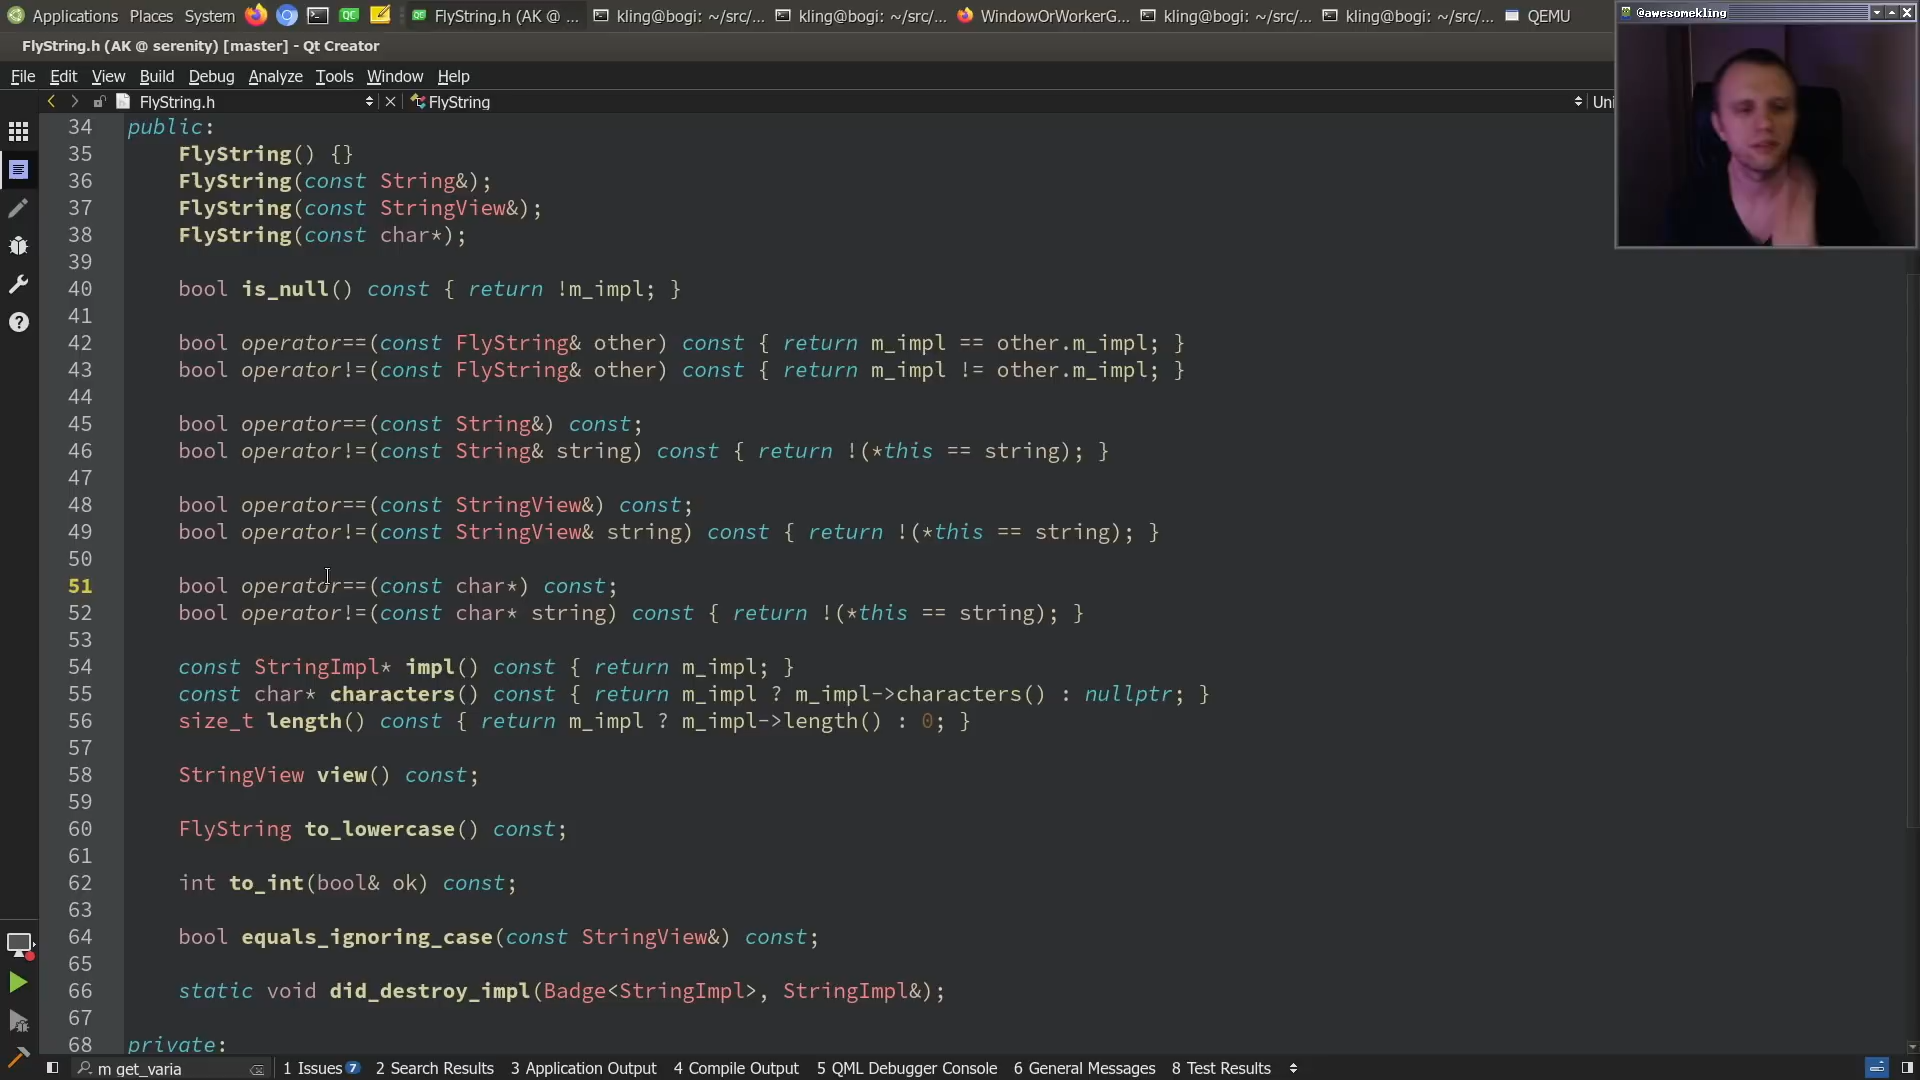 Applications Places System FlyString.h (AK @ ... kling@bogi: ~/src/... kling@bogi: ~/src/... WindowOrWorkerG... kling@bogi: ~/src/... kling@bogi: ~/src/... QEMU
@awesomekling
FlyString.h (AK @ serenity) [master] - Qt Creator
File Edit View Build Debug Analyze Tools Window Help
FlyString.h FlyString Uni
34 public:
35 FlyString() {}
36 FlyString(const String&);
37 FlyString(const StringView&);
38 FlyString(const char*);
39
40 bool is_null() const { return !m_impl; }
41
42 bool operator==(const FlyString& other) const { return m_impl == other.m_impl; }
43 bool operator!=(const FlyString& other) const { return m_impl != other.m_impl; }
44
45 bool operator==(const String&) const;
46 bool operator!=(const String& string) const { return !(*this == string); }
47
48 bool operator==(const StringView&) const;
49 bool operator!=(const StringView& string) const { return !(*this == string); }
50
51 bool operator==(const char*) const;
52 bool operator!=(const char* string) const { return !(*this == string); }
53
54 const StringImpl* impl() const { return m_impl; }
55 const char* characters() const { return m_impl ? m_impl->characters() : nullptr; }
56 size_t length() const { return m_impl ? m_impl->length() : 0; }
57
58 StringView view() const;
59
60 FlyString to_lowercase() const;
61
62 int to_int(bool& ok) const;
63
64 bool equals_ignoring_case(const StringView&) const;
65
66 static void did_destroy_impl(Badge<StringImpl>, StringImpl&);
67
68 private:
m get_varia 1 Issues 7 2 Search Results 3 Application Output 4 Compile Output 5 QML Debugger Console 6 General Messages 8 Test Results